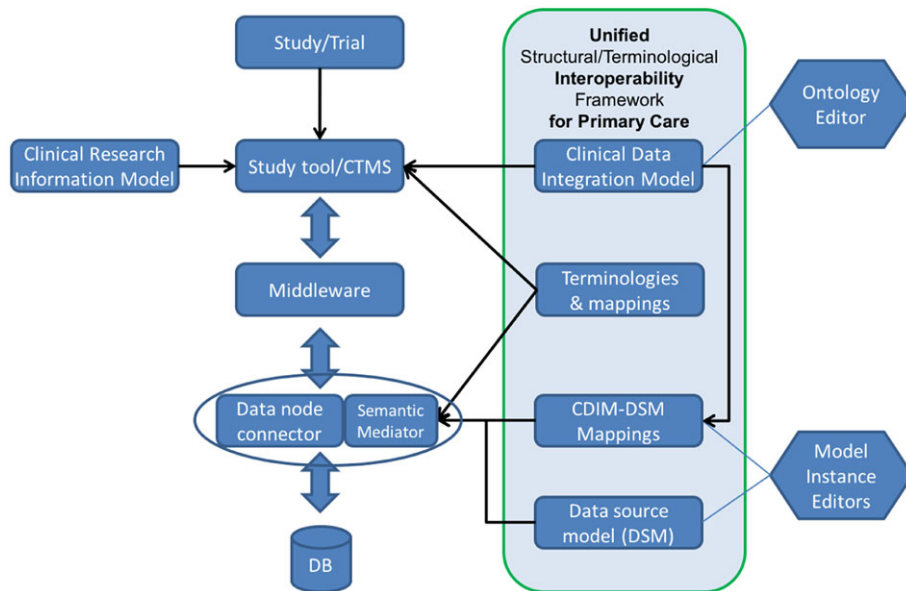 Study/Trial
Unified
Structural/Terminological
Interoperability
Framework
for Primary Care
Ontology
Editor
Clinical Research
Information Model
Study tool/CTMS
Clinical Data
Integration Model
Middleware
Terminologies
& mappings
Data node
connector
Semantic
Mediator
CDIM-DSM
Mappings
Model
Instance
Editors
Data source
model (DSM)
DB